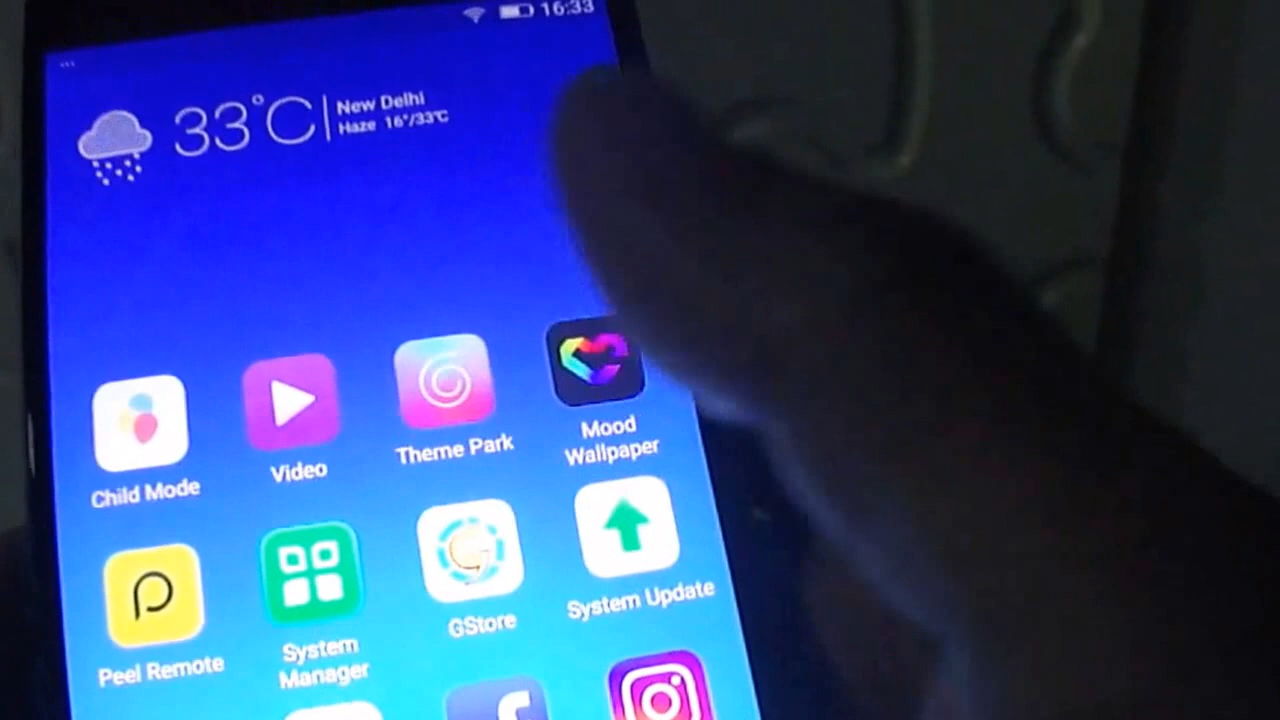 16:33
...
33°C
New Delhi
Haze 16°/33°C
Child Mode
Video
Theme Park
Mood
Wallpaper
Peel Remote
System
Manager
GStore
System Update